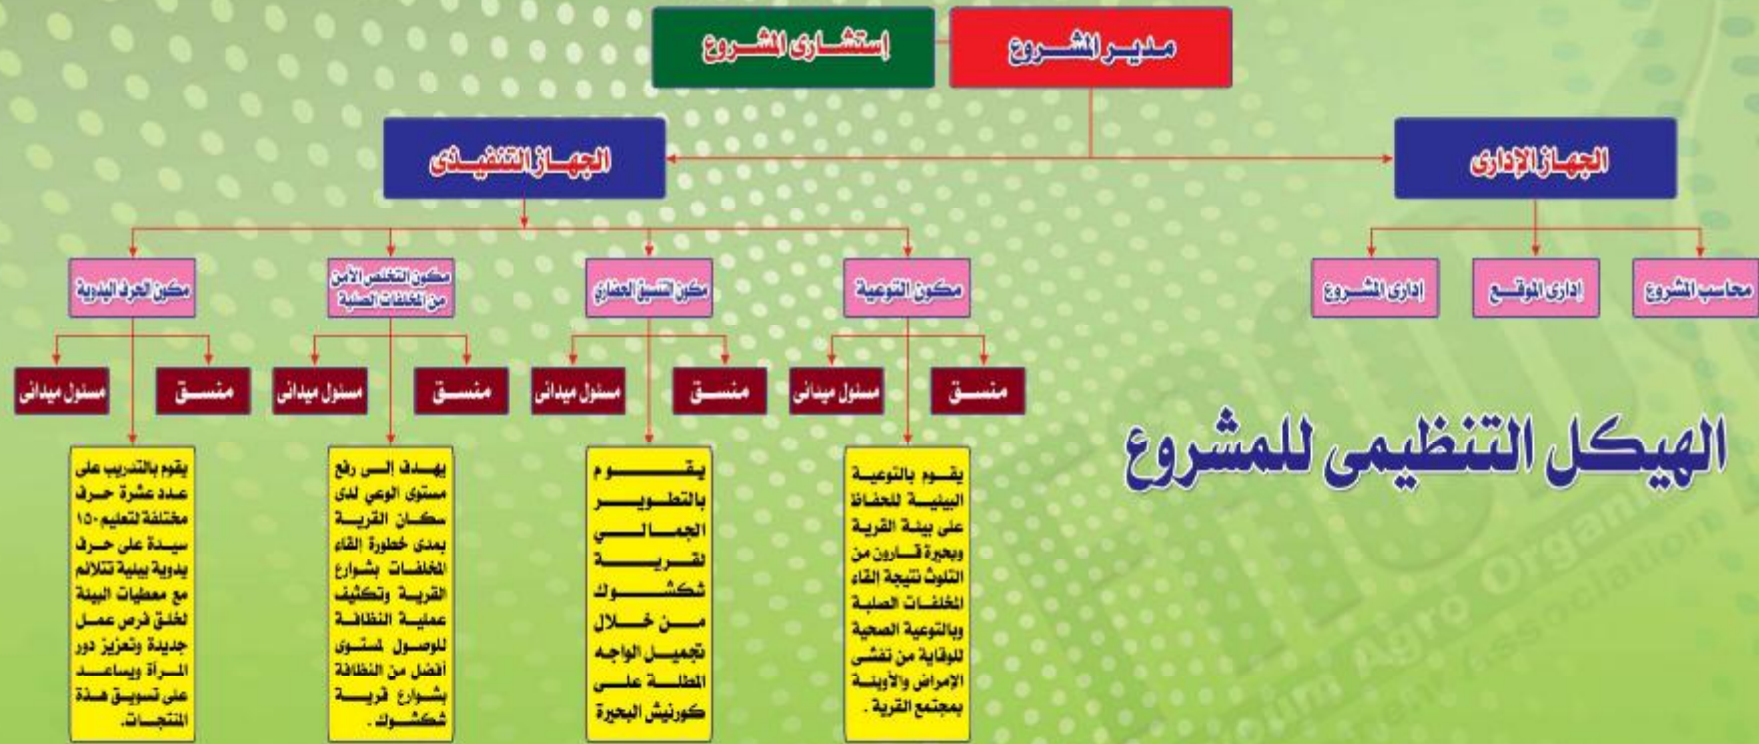 مدير المشروع
إستشارى المشروع
الجهاز الإدارى
الجهاز التنفيذى
محاسب المشروع
إدارى الموقع
إدارى المشروع
مكون التوعية
مكون التنسيق الحضاري
مكون التخلص الأمن
من المخلفات الصلبة
مكون الحرف اليدوية
منسق
مسئول ميدانى
منسق
مسئول ميدانى
منسق
مسئول ميدانى
منسق
مسئول ميدانى
الهيكل التنظيمى للمشروع
يقوم بالتوعية
البيئية للحفاظ
على بيئة القرية
وبحيرة قارون من
التلوث نتيجة إلقاء
المخلفات الصلبة
وبالتوعية الصحية
للوقاية من تفشى
الإمراض والأوبئة
بمجتمع القرية .
يقوم
بالتطوير
الجمالي
لقرية
شكشوك
من خلال
تجميل الواجه
المطلة على
كورنيش البحيرة
يهدف إلى رفع
مستوى الوعي لدى
سكان القرية
بمدى خطورة إلقاء
المخلفات بشوارع
القرية وتكثيف
عملية النظافة
للوصول لمستوى
أفضل من النظافة
بشوارع قرية
شكشوك .
يقوم بالتدريب على
عدد عشرة حرف
مختلفة لتعليم ١٥٠
سيدة على حرف
يدوية بيئية تتلائم
مع معطيات البيئة
لخلق فرص عمل
جديدة وتعزيز دور
المرأة ويساعد
على تسويق هذة
المنتجات.